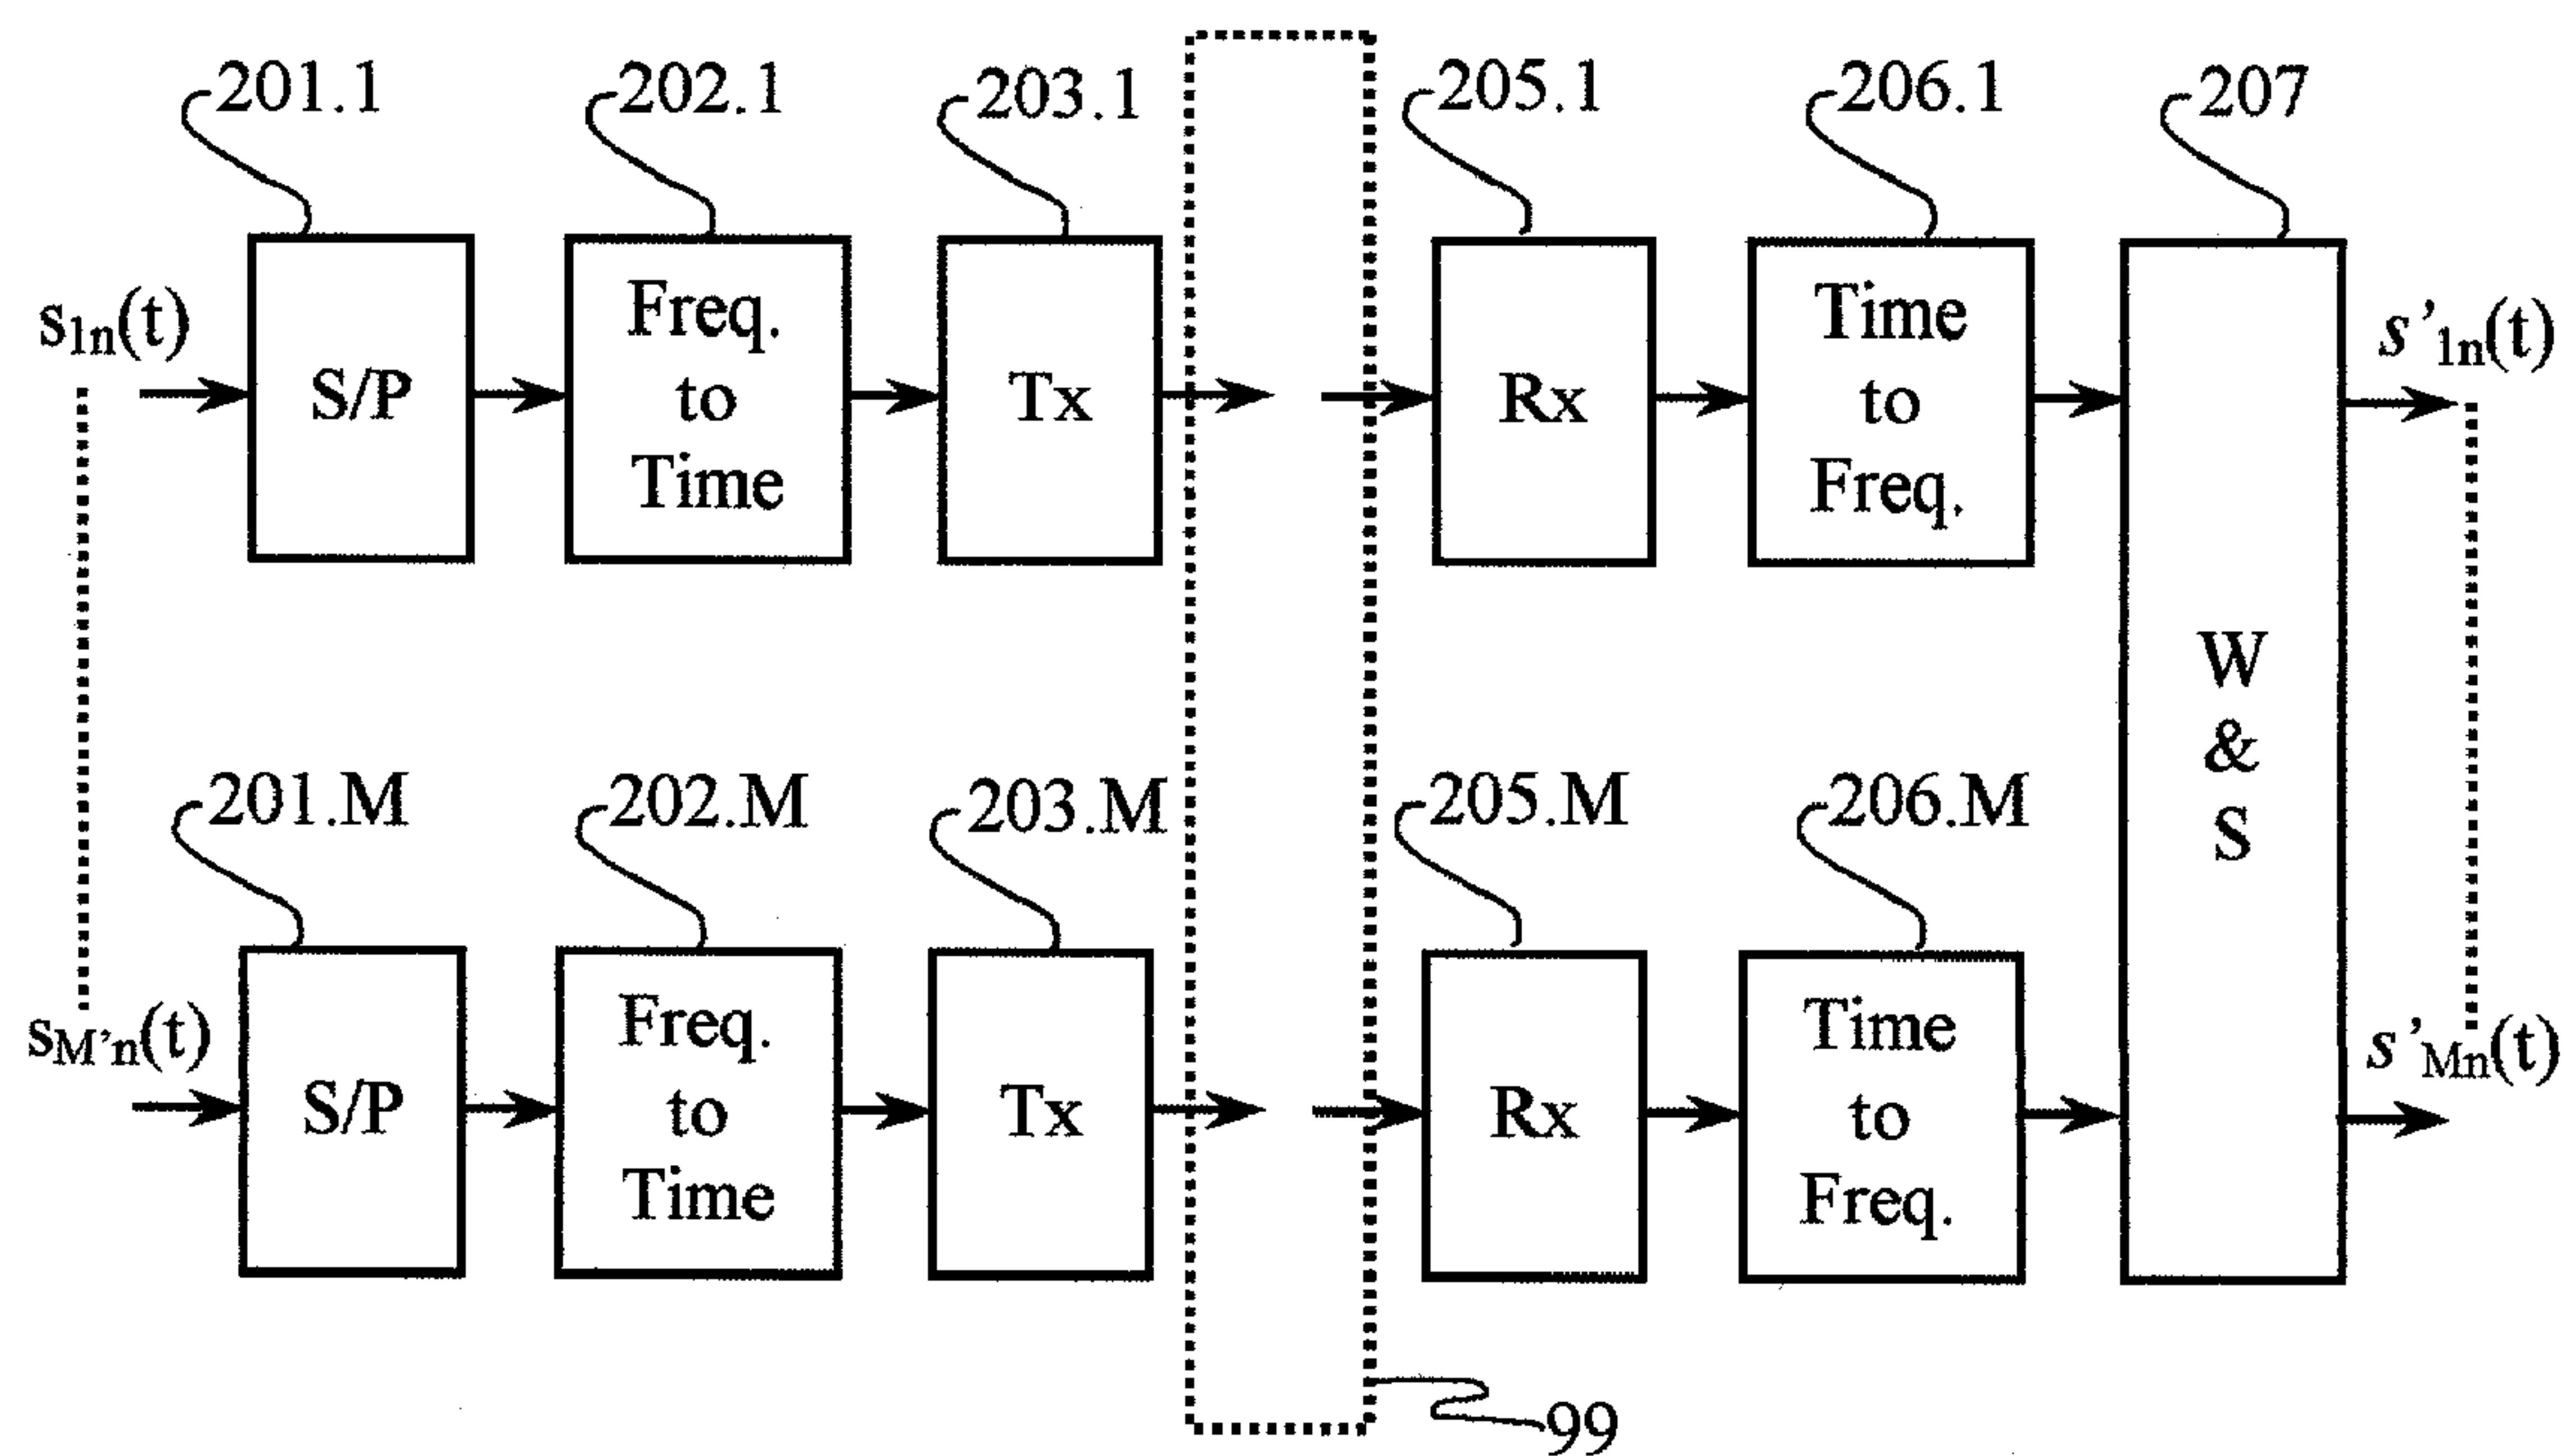 201.1
202.1
203.1
205.1
206.1
207
s1n(t)
S/P
Freq.
to
Time
Tx
Rx
Time
to
Freq.
W
&
S
s’1n(t)
201.M
202.M
203.M
205.M
206.M
sM’n(t)
S/P
Freq.
to
Time
Tx
Rx
Time
to
Freq.
s’Mn(t)
99